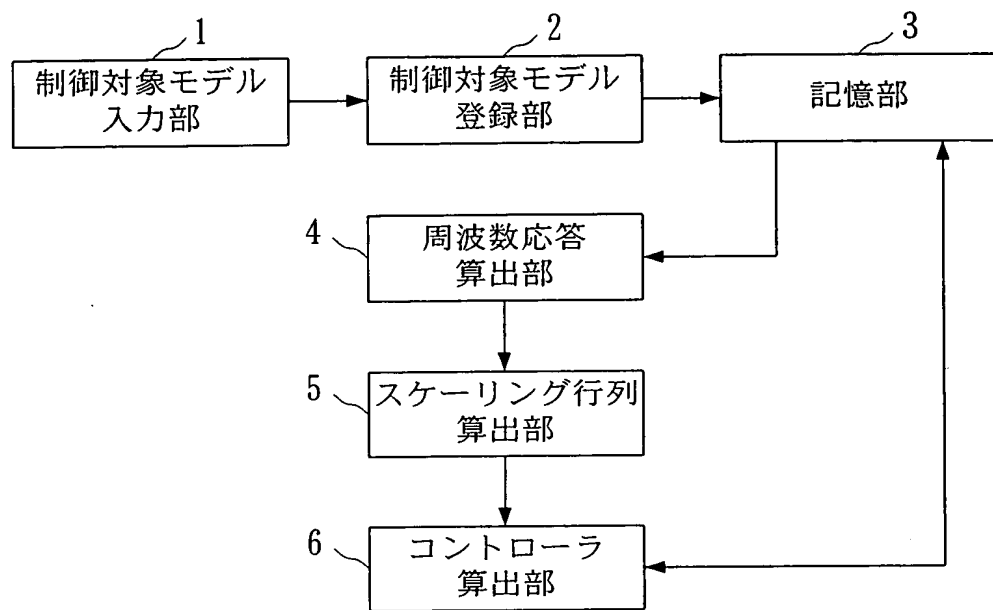 1
制御対象モデル
入力部
2
制御対象モデル
登録部
3
記憶部
4
周波数応答
算出部
5
スケーリング行列
算出部
6
コントローラ
算出部